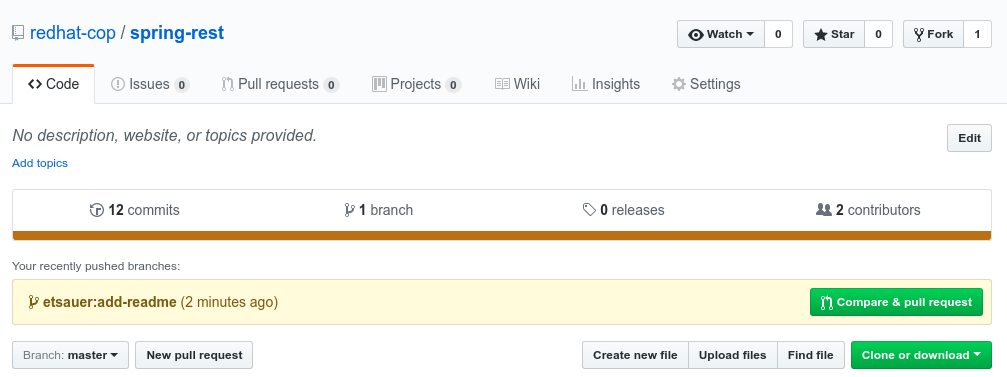 redhat-cop / spring-rest
Watch 0 Star 0 Fork 1
Code Issues 0 Pull requests 0 Projects 0 Wiki Insights Settings
No description, website, or topics provided. Edit
Add topics
12 commits 1 branch 0 releases 2 contributors
Your recently pushed branches:
etsauer:add-readme (2 minutes ago) Compare & pull request
Branch: master New pull request Create new file Upload files Find file Clone or download